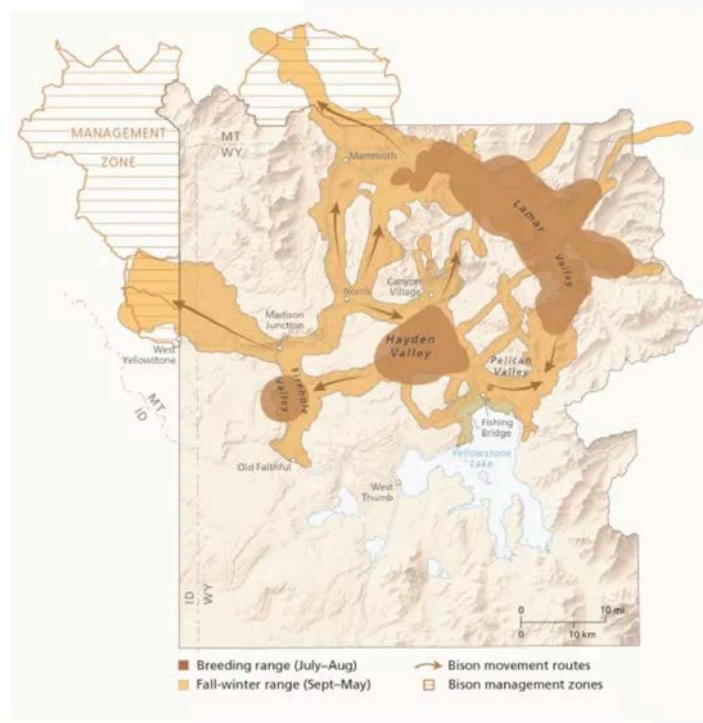 MANAGEMENT
ZONE
MT
WY
Mammoth
Lamar
Valley
Norris
Canyon
Village
Madison
Junction
Hayden
Valley
Pelican
Valley
West
Yellowstone
Firehole
Valley
MT
ID
Fishing
Bridge
Yellowstone
Lake
Old Faithful
West
Thumb
ID
WY
0 10 mi
0 10 km
Breeding range (July–Aug)
Bison movement routes
Fall-winter range (Sept–May)
Bison management zones